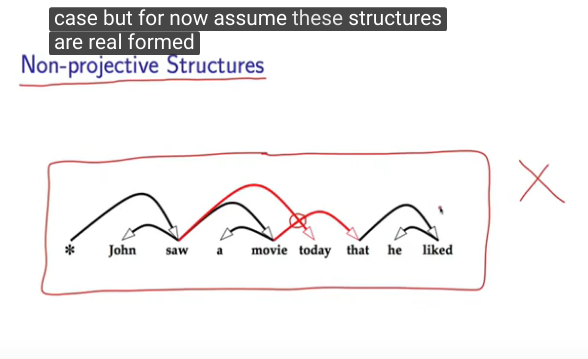 case but for now assume these structures
are real formed
Non-projective Structures
* John saw a movie today that he liked